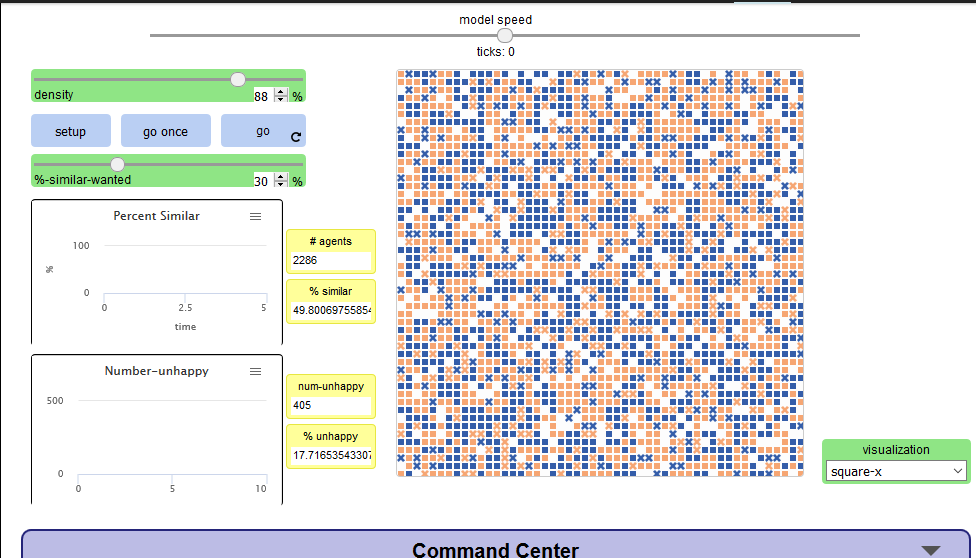 model speed
ticks: 0
density 88 %
setup go once go
%-similar-wanted 30 %
Percent Similar
100
%
0
0 2.5 5
time
# agents
2286
% similar
49.80069755854
Number-unhappy
500
0
0 5 10
num-unhappy
405
% unhappy
17.71653543307
visualization
square-x
Command Center